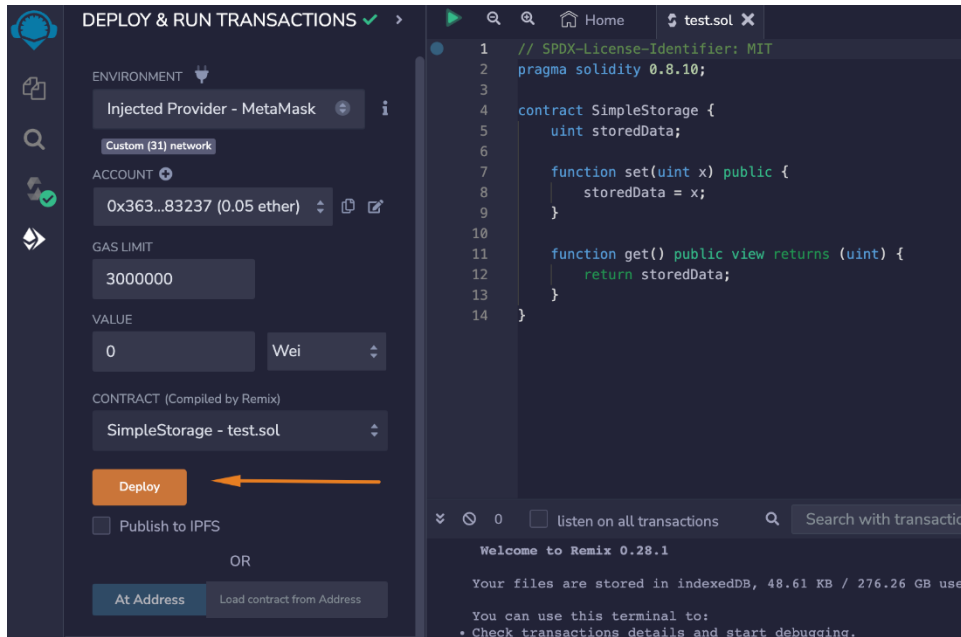 DEPLOY & RUN TRANSACTIONS
ENVIRONMENT
Injected Provider - MetaMask
Custom (31) network
ACCOUNT
0x363...83237 (0.05 ether)
GAS LIMIT
3000000
VALUE
0
Wei
CONTRACT (Compiled by Remix)
SimpleStorage - test.sol
Deploy
Publish to IPFS
OR
At Address
Load contract from Address
Home
test.sol
1 // SPDX-License-Identifier: MIT
2 pragma solidity 0.8.10;
3
4 contract SimpleStorage {
5 uint storedData;
6
7 function set(uint x) public {
8 storedData = x;
9 }
10
11 function get() public view returns (uint) {
12 return storedData;
13 }
14 }
0
listen on all transactions
Search with transactio
Welcome to Remix 0.28.1
Your files are stored in indexedDB, 48.61 KB / 276.26 GB use
You can use this terminal to:
• Check transactions details and start debugging.